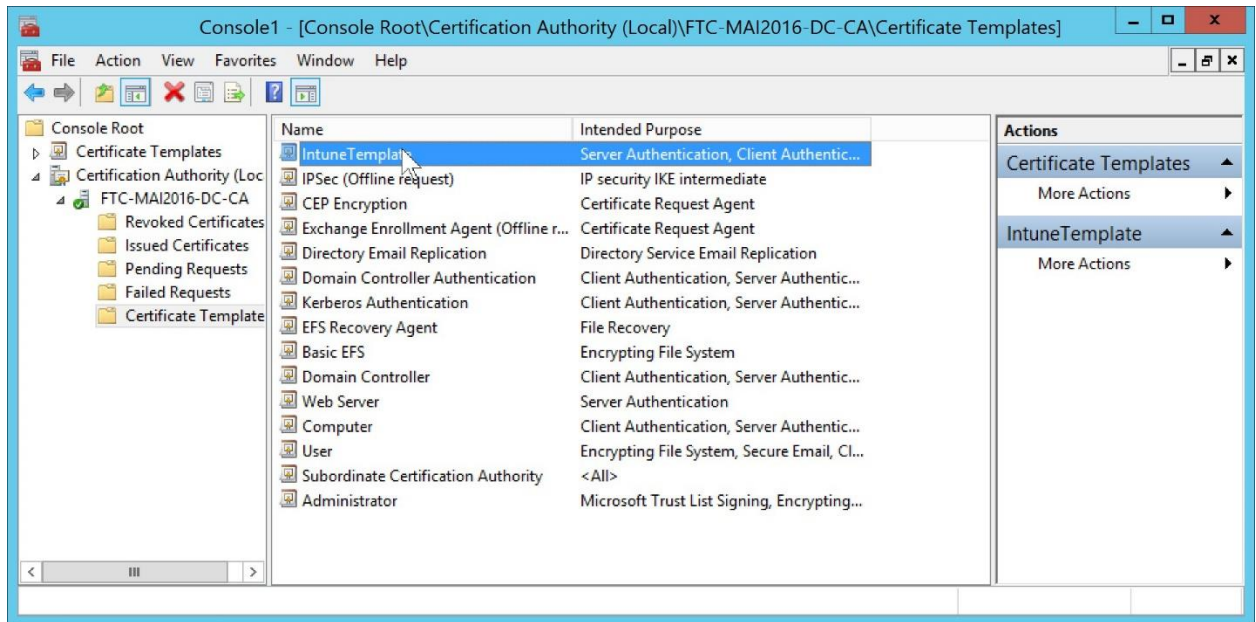 Console1 - [Console Root\Certification Authority (Local)\FTC-MAI2016-DC-CA\Certificate Templates]
File Action View Favorites Window Help
Console Root
Certificate Templates
Certification Authority (Loc
FTC-MAI2016-DC-CA
Revoked Certificates
Issued Certificates
Pending Requests
Failed Requests
Certificate Template
Name Intended Purpose
IntuneTemplate Server Authentication, Client Authentic...
IPSec (Offline request) IP security IKE intermediate
CEP Encryption Certificate Request Agent
Exchange Enrollment Agent (Offline r... Certificate Request Agent
Directory Email Replication Directory Service Email Replication
Domain Controller Authentication Client Authentication, Server Authentic...
Kerberos Authentication Client Authentication, Server Authentic...
EFS Recovery Agent File Recovery
Basic EFS Encrypting File System
Domain Controller Client Authentication, Server Authentic...
Web Server Server Authentication
Computer Client Authentication, Server Authentic...
User Encrypting File System, Secure Email, Cl...
Subordinate Certification Authority <All>
Administrator Microsoft Trust List Signing, Encrypting...
Actions
Certificate Templates
More Actions
IntuneTemplate
More Actions